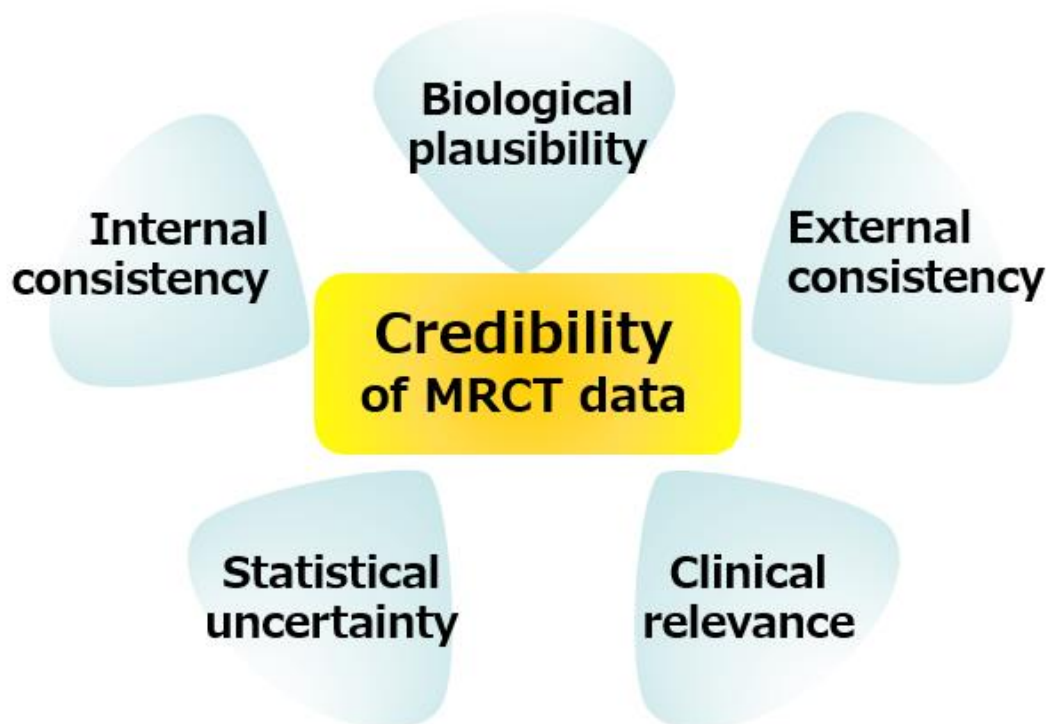 Biological
plausibility
Internal
consistency
External
consistency
Credibility
of MRCT data
Statistical
uncertainty
Clinical
relevance